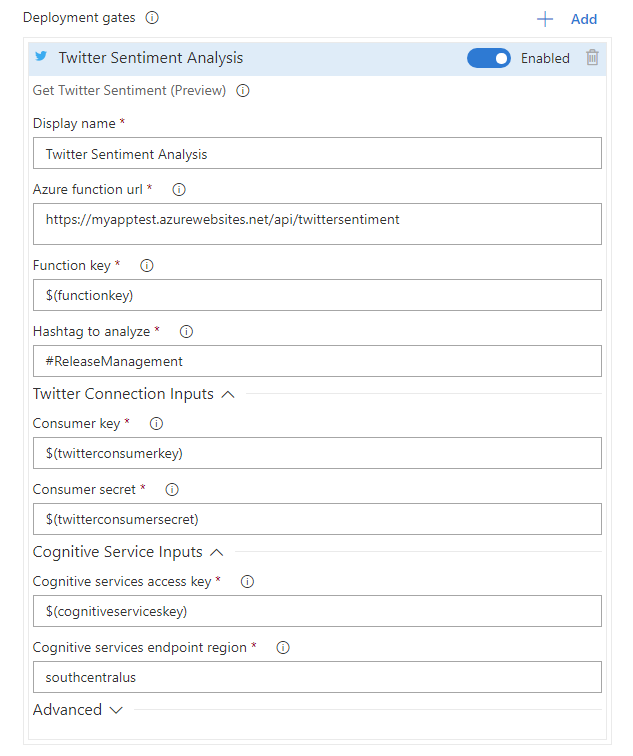 Deployment gates
Add
Twitter Sentiment Analysis
Enabled
Get Twitter Sentiment (Preview)
Display name *
Twitter Sentiment Analysis
Azure function url *
https://myapptest.azurewebsites.net/api/twittersentiment
Function key *
$(functionkey)
Hashtag to analyze *
#ReleaseManagement
Twitter Connection Inputs
Consumer key *
$(twitterconsumerkey)
Consumer secret *
$(twitterconsumersecret)
Cognitive Service Inputs
Cognitive services access key *
$(cognitiveserviceskey)
Cognitive services endpoint region *
southcentralus
Advanced